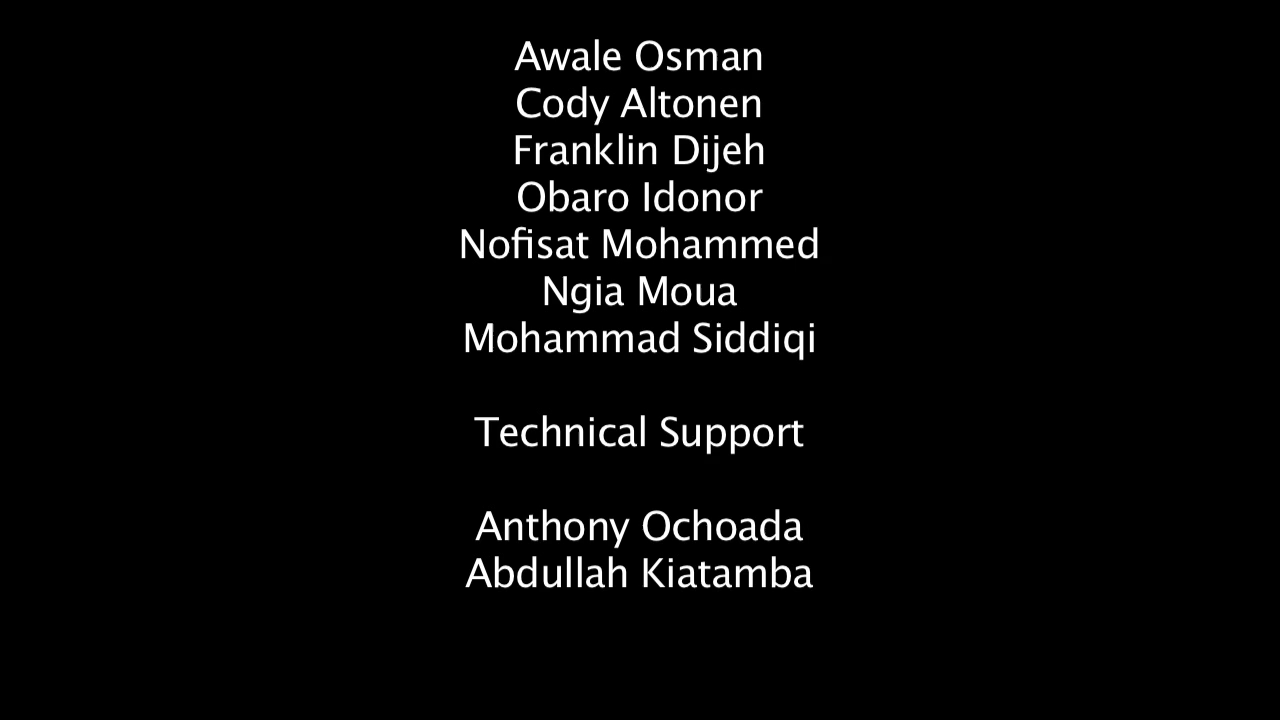 Awale Osman
Cody Altonen
Franklin Dijeh
Obaro Idonor
Nofisat Mohammed
Ngia Moua
Mohammad Siddiqi
Technical Support
Anthony Ochoada
Abdullah Kiatamba